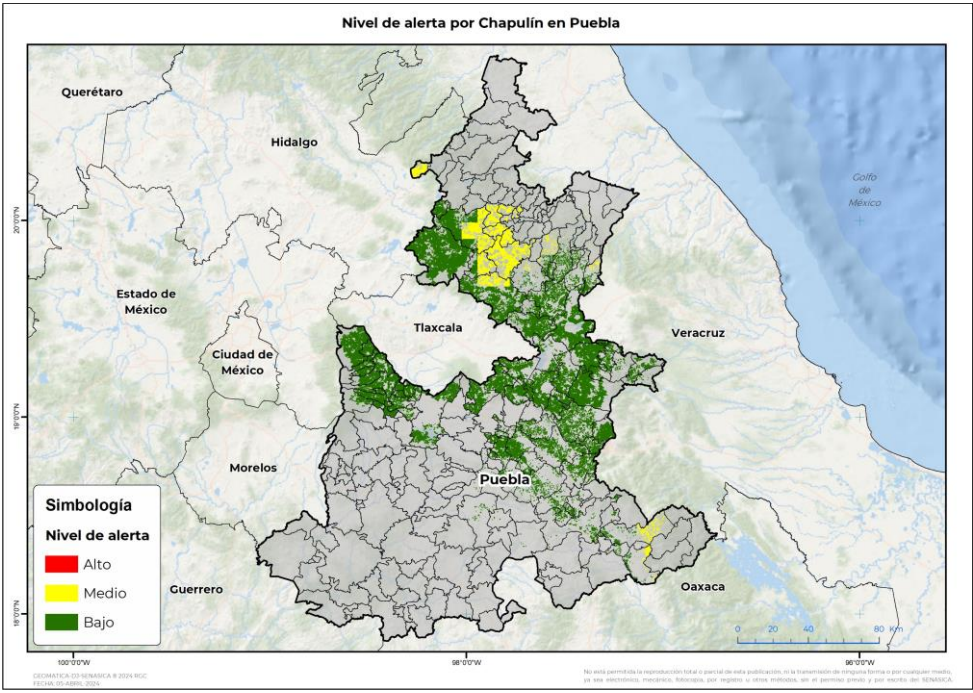 Nivel de alerta por Chapulín en Puebla
Querétaro
Hidalgo
Golfo
de
México
20°0'0"N
Estado de
México
Tlaxcala
Veracruz
Ciudad de
México
19°0'0"N
Morelos
Puebla
Simbología
Nivel de alerta
Alto
Medio
Bajo
Guerrero
Oaxaca
18°0'0"N
0 20 40 80 Km
100°0'0"W 98°0'0"W 96°0'0"W
GEOMÁTICA-DJ-SENASICA ® 2024 RGC
FECHA: 05-ABRIL-2024
No está permitida la reproducción total o parcial de esta publicación, ni la transmisión de ninguna forma o por cualquier medio,
ya sea electrónico, mecánico, fotocopia, por registro u otros métodos, sin el permiso previo y por escrito del SENASICA.